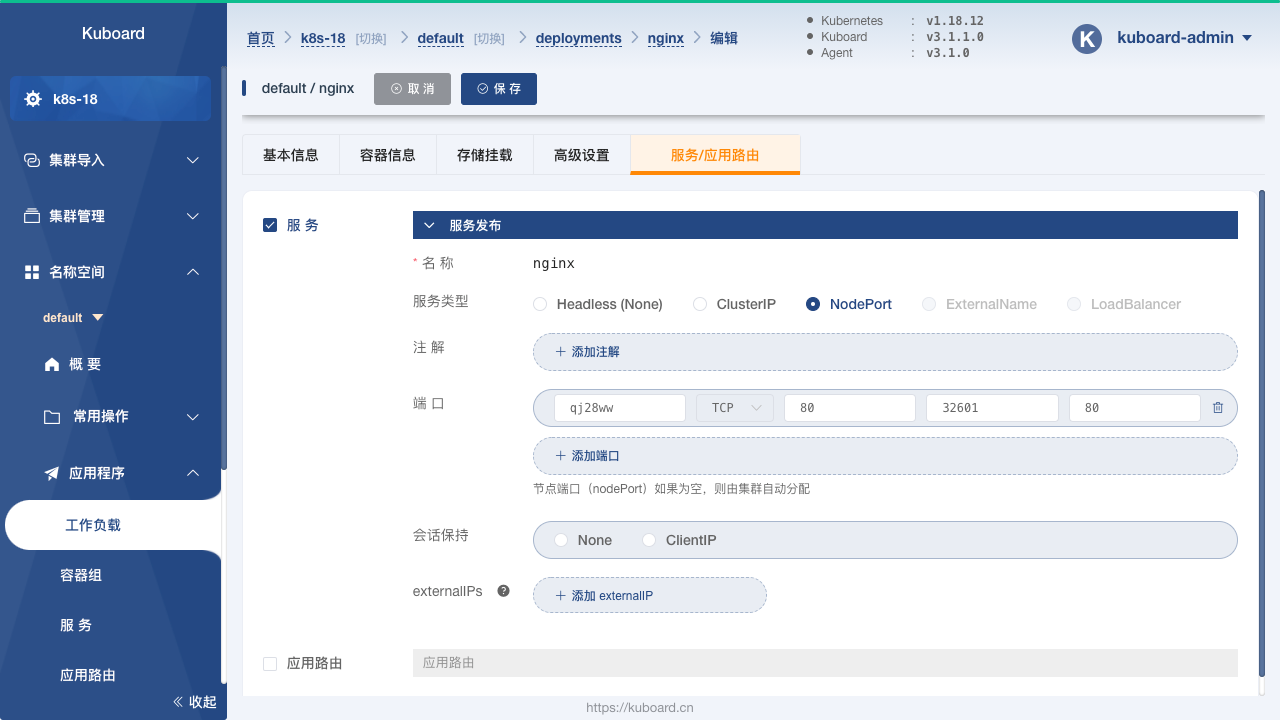 Kuboard
k8s-18
集群导入
集群管理
名称空间
default
概 要
常用操作
应用程序
工作负载
容器组
服 务
应用路由
收起
首页 k8s-18 [切换] default [切换] deployments nginx 编辑
Kubernetes : v1.18.12
Kuboard : v3.1.1.0
Agent : v3.1.0
K kuboard-admin
default / nginx 取 消 保 存
基本信息 容器信息 存储挂载 高级设置 服务/应用路由
服 务 服务发布
* 名 称 nginx
服务类型 Headless (None) ClusterIP NodePort ExternalName LoadBalancer
注 解 添加注解
端 口 qj28ww TCP 80 32601 80
添加端口
节点端口（nodePort）如果为空，则由集群自动分配
会话保持 None ClientIP
externalIPs ? 添加 externalIP
应用路由 应用路由
https://kuboard.cn